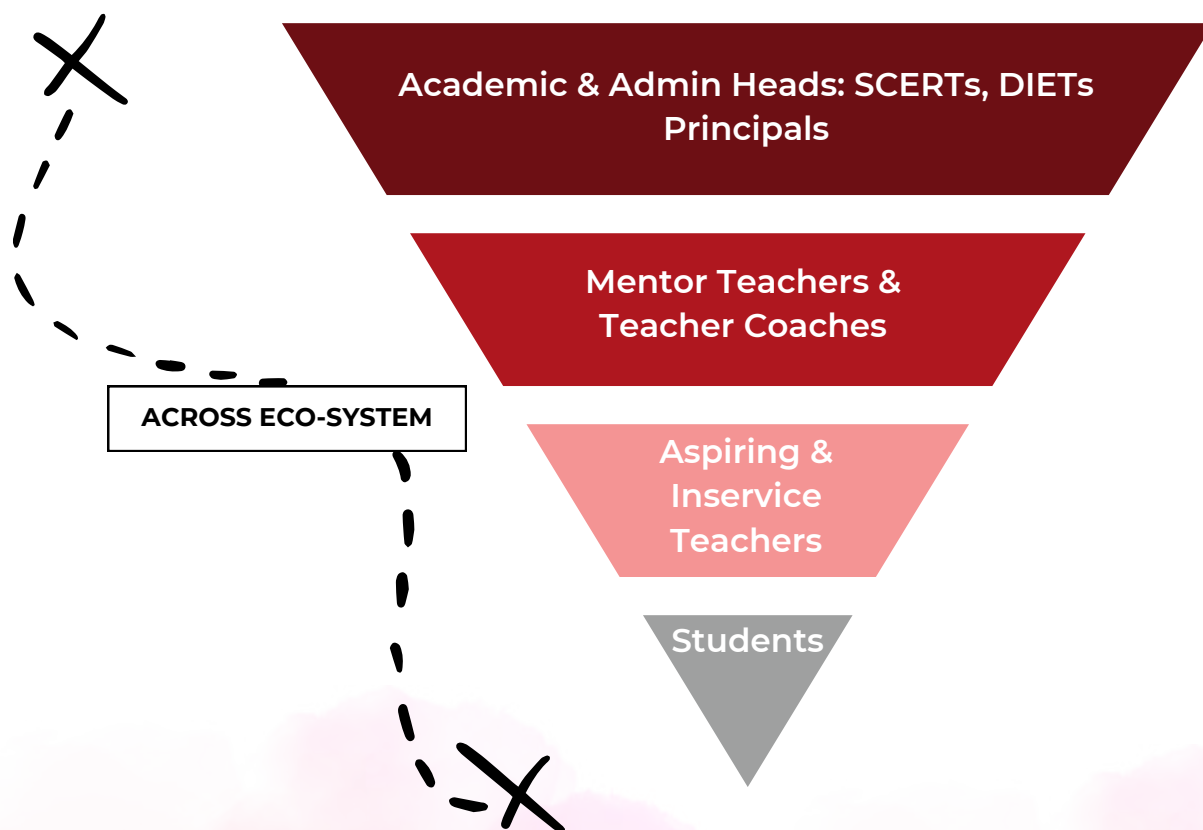 Academic & Admin Heads: SCERTs, DIETs
Principals
Mentor Teachers &
Teacher Coaches
ACROSS ECO-SYSTEM
Aspiring &
Inservice
Teachers
Students